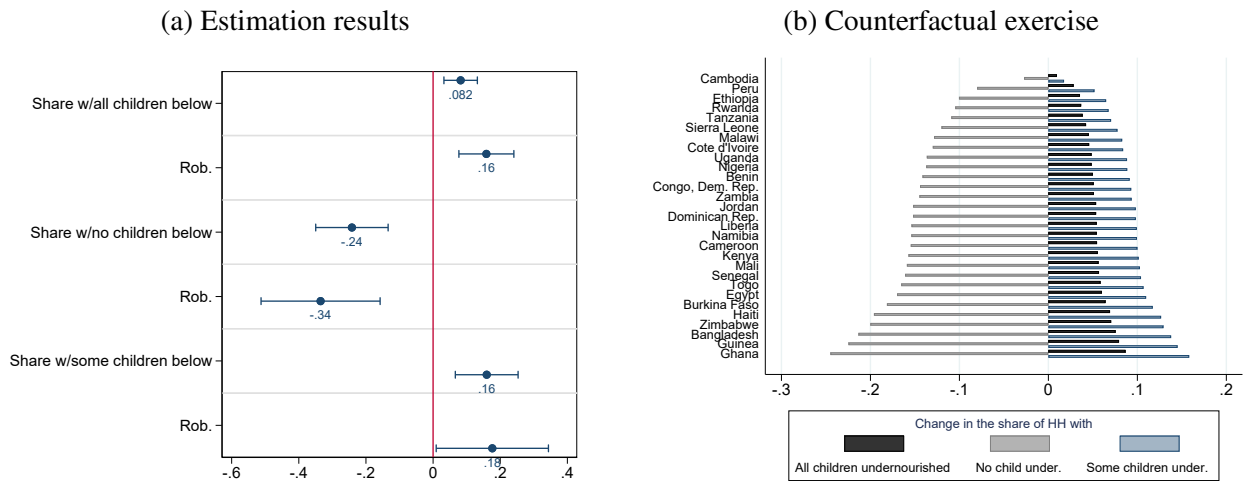 (a) Estimation results
Share w/all children below
.082
Rob.
.16
Share w/no children below
-.24
Rob.
-.34
Share w/some children below
.16
Rob.
.18
-.6 -.4 -.2 0 .2 .4
(b) Counterfactual exercise
Cambodia
Peru
Ethiopia
Rwanda
Tanzania
Sierra Leone
Malawi
Cote d'Ivoire
Uganda
Nigeria
Benin
Congo, Dem. Rep.
Zambia
Jordan
Dominican Rep.
Liberia
Namibia
Cameroon
Kenya
Mali
Senegal
Togo
Egypt
Burkina Faso
Haiti
Zimbabwe
Bangladesh
Guinea
Ghana
-.3 -.2 -.1 0 .1 .2
Change in the share of HH with
All children undernourished No child under. Some children under.